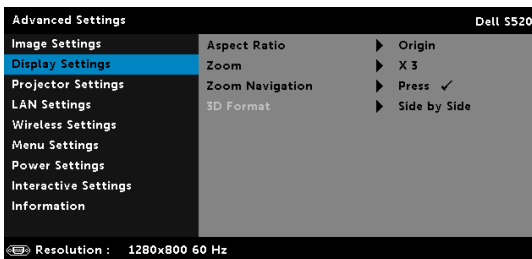 Advanced Settings Dell S520
Image Settings
Display Settings
Projector Settings
LAN Settings
Wireless Settings
Menu Settings
Power Settings
Interactive Settings
Information
Aspect Ratio Origin
Zoom X 3
Zoom Navigation Press ✓
3D Format Side by Side
Resolution : 1280x800 60 Hz